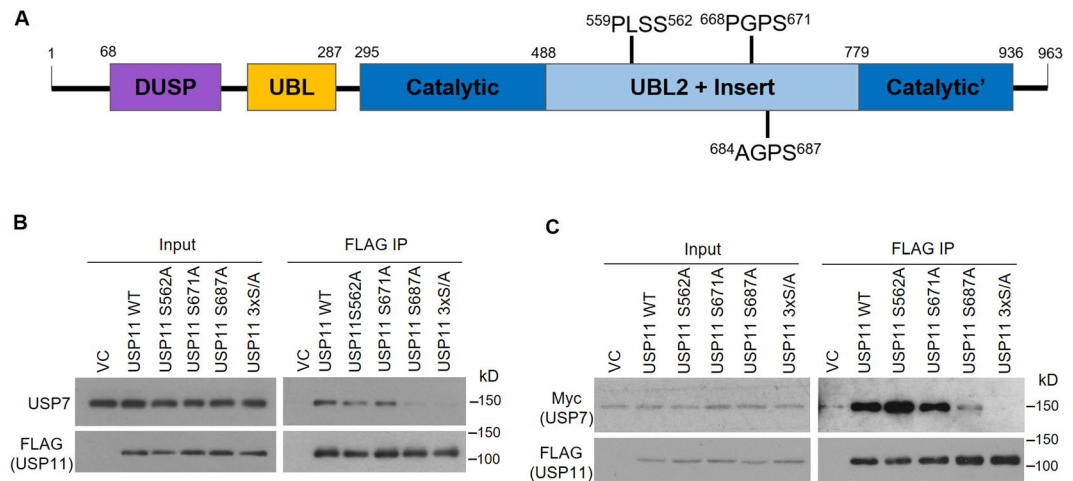 A
559PLSS562 668PGPS671
1 68 287 295 488 779 936 963
DUSP UBL Catalytic UBL2 + Insert Catalytic’
684AGPS687
B
Input FLAG IP
VC
USP11 WT
USP11 S562A
USP11 S671A
USP11 S687A
USP11 3xS/A
VC
USP11 WT
USP11S562A
USP11 S671A
USP11 S687A
USP11 3xS/A
kD
USP7 –150
FLAG
(USP11)
–150
–100
C
Input FLAG IP
VC
USP11 WT
USP11 S562A
USP11 S671A
USP11 S687A
USP11 3xS/A
VC
USP11 WT
USP11 S562A
USP11 S671A
USP11 S687A
USP11 3xS/A
kD
Myc
(USP7)
–150
FLAG
(USP11)
–150
–100